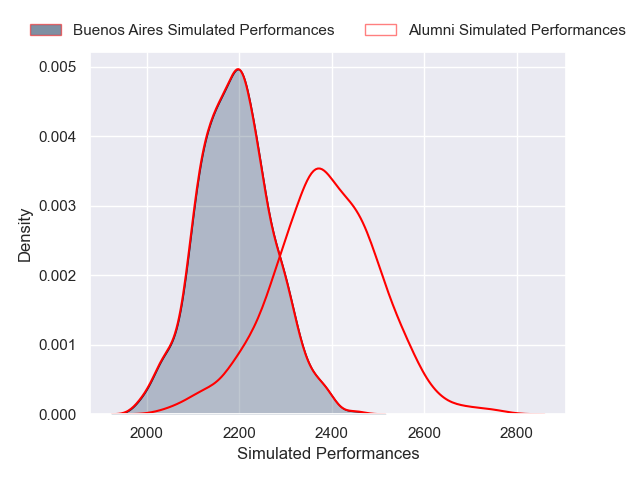 Buenos Aires Simulated Performances Alumni Simulated Performances
0.005
0.004
0.003
0.002
0.001
0.000
Density
2000 2200 2400 2600 2800
Simulated Performances